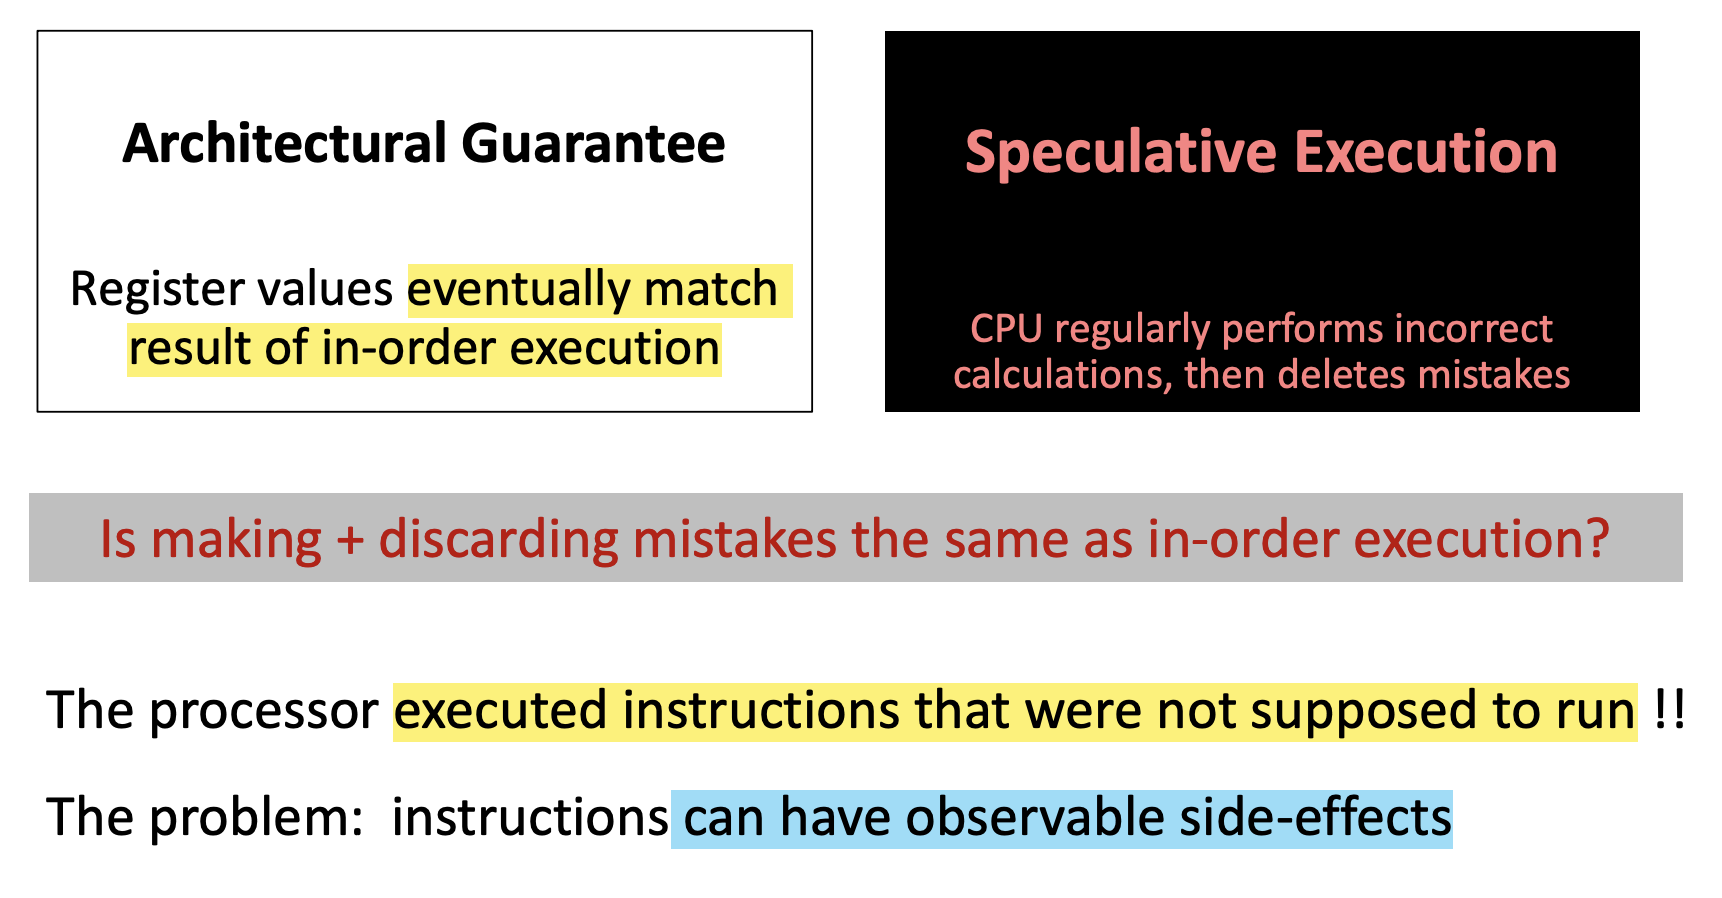 Architectural Guarantee
Register values eventually match
result of in-order execution
Speculative Execution
CPU regularly performs incorrect
calculations, then deletes mistakes
Is making + discarding mistakes the same as in-order execution?
The processor executed instructions that were not supposed to run !!
The problem: instructions can have observable side-effects